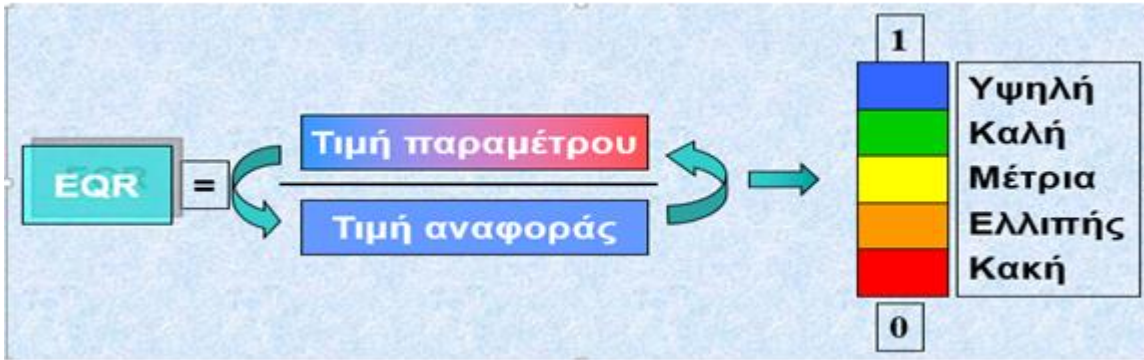 EQR
=
Τιμή παραμέτρου
Τιμή αναφοράς
1
Υψηλή
Καλή
Μέτρια
Ελλιπής
Κακή
0